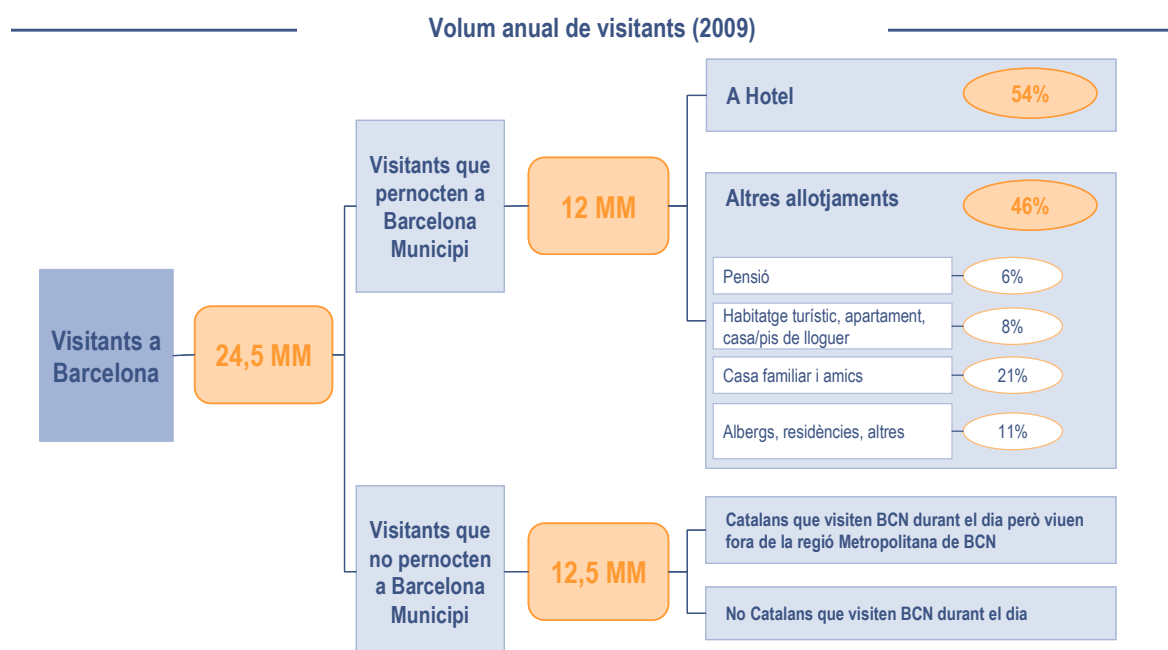 Volum anual de visitants (2009)
Visitants a
Barcelona
24,5 MM
Visitants que
pernocten a
Barcelona
Municipi
12 MM
A Hotel
54%
Altres allotjaments
46%
Pensió
6%
Habitatge turístic, apartament,
casa/pis de lloguer
8%
Casa familiar i amics
21%
Albergs, residències, altres
11%
Visitants que
no pernocten
a Barcelona
Municipi
12,5 MM
Catalans que visiten BCN durant el dia però viuen
fora de la regió Metropolitana de BCN
No Catalans que visiten BCN durant el dia